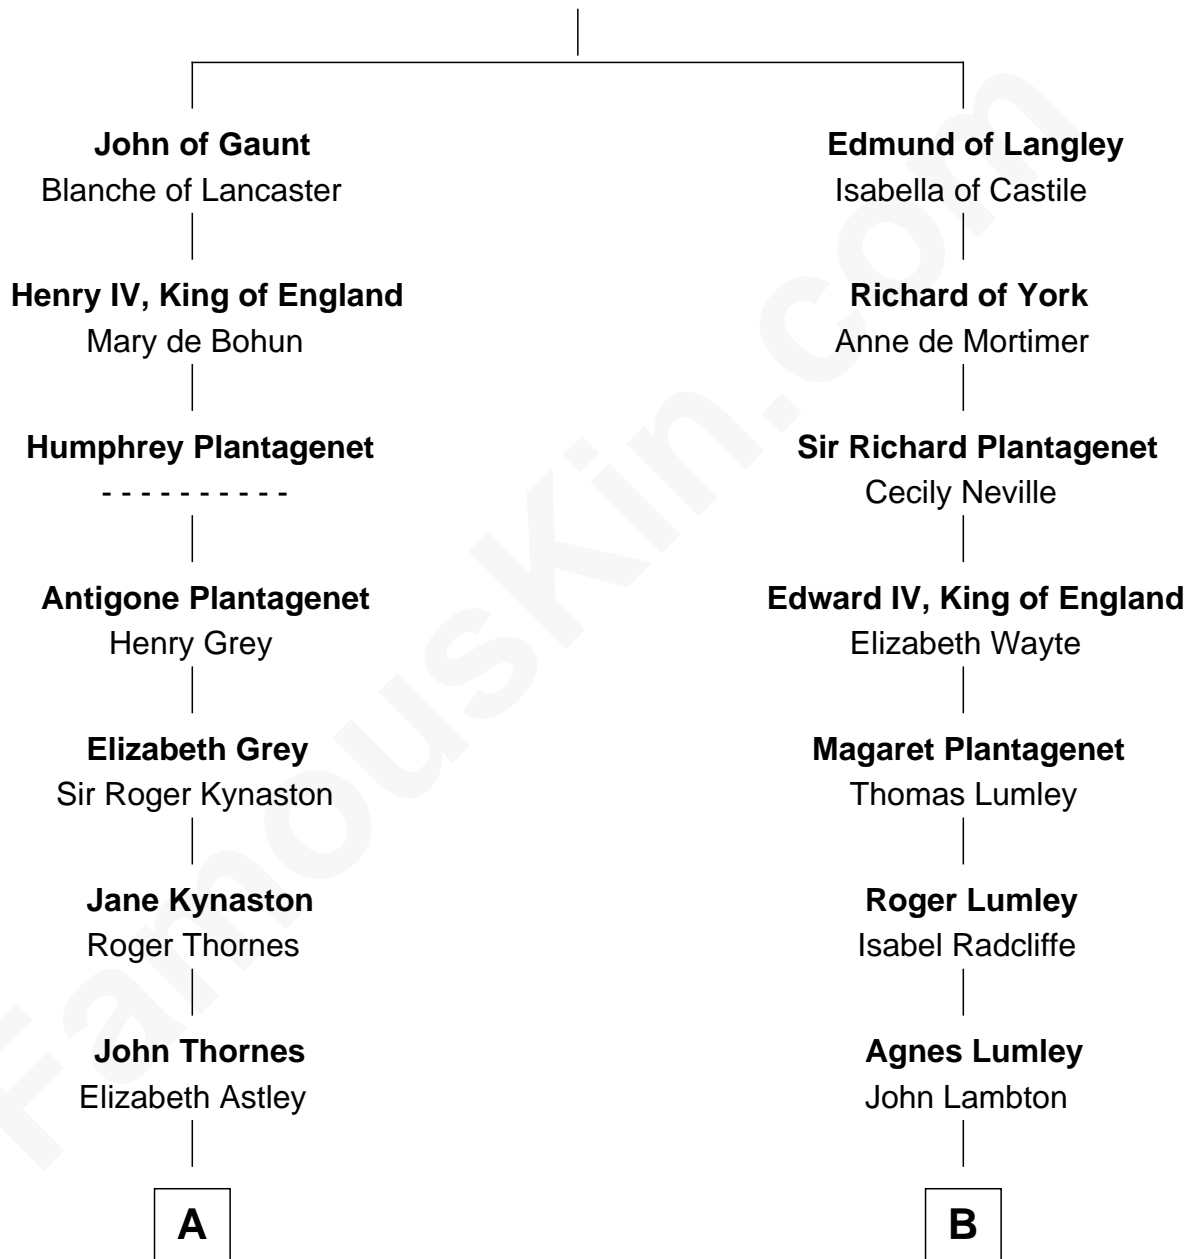 John of Gaunt
Blanche of Lancaster
Henry IV, King of England
Mary de Bohun
Humphrey Plantagenet
- - - - - - - - - -
Antigone Plantagenet
Henry Grey
Elizabeth Grey
Sir Roger Kynaston
Jane Kynaston
Roger Thornes
John Thornes
Elizabeth Astley
A
Edmund of Langley
Isabella of Castile
Richard of York
Anne de Mortimer
Sir Richard Plantagenet
Cecily Neville
Edward IV, King of England
Elizabeth Wayte
Magaret Plantagenet
Thomas Lumley
Roger Lumley
Isabel Radcliffe
Agnes Lumley
John Lambton
B
FamousKin.com